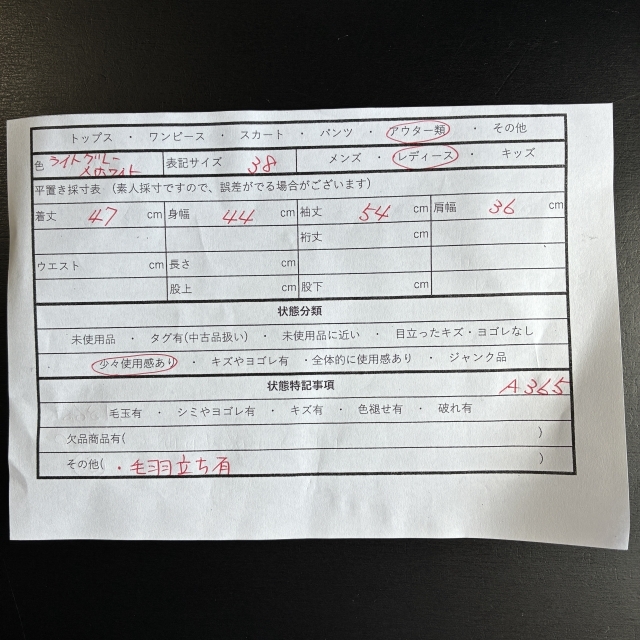 トップス ・ ワンピース ・ スカート ・ パンツ ・ アウター類 ・ その他
色 ライトグレー×ホワイト 表記サイズ 38 メンズ ・ レディース ・ キッズ
平置き採寸表 （素人採寸ですので、誤差がでる場合がございます）
着丈 47 cm 身幅 44 cm 袖丈 54 cm 肩幅 36 cm
裄丈 cm
ウエスト cm 長さ cm
股上 cm 股下 cm
状態分類
未使用品 ・ タグ有(中古品扱い) ・ 未使用品に近い ・ 目立ったキズ・ヨゴレなし
少々使用感あり ・ キズやヨゴレ有 ・全体的に使用感あり ・ ジャンク品
状態特記事項 A365
毛玉有 ・ シミやヨゴレ有 ・ キズ有 ・ 色褪せ有 ・ 破れ有
欠品商品有( )
その他( ・毛羽立ち有 )